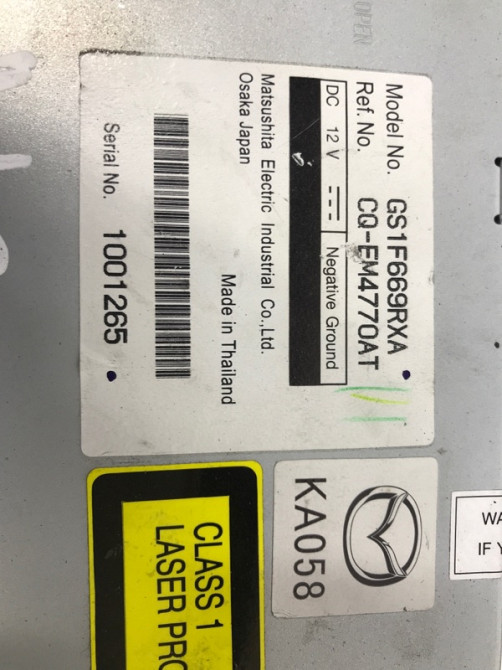 OPEN
Model No. GS1F669RXA
Ref. No. CQ-EM4770AT
DC 12 V Negative Ground
Matsushita Electric Industrial Co.,Ltd.
Osaka Japan
Made in Thailand
Serial No. 1001265
KA058
CLASS 1
LASER PRO
WA
IF Y